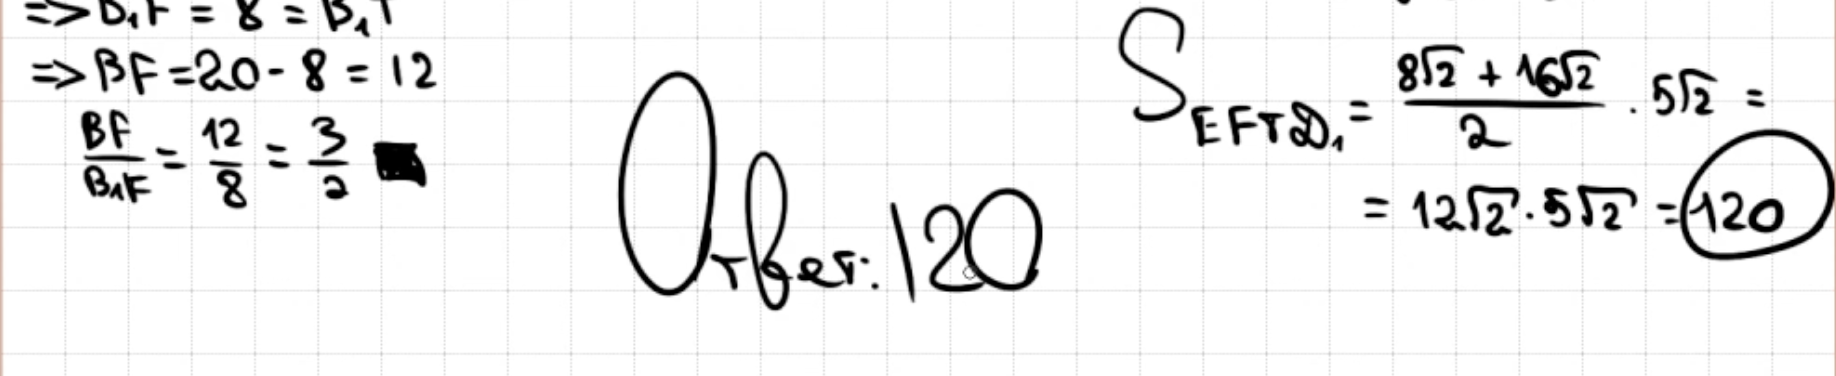 => B₁F = 8 = B₁T
=> BF = 20 - 8 = 12
BF/B₁F = 12/8 = 3/2
Ответ: 120
S_EFTD₁ = (8√2 + 16√2)/2 · 5√2 =
= 12√2 · 5√2 = 120